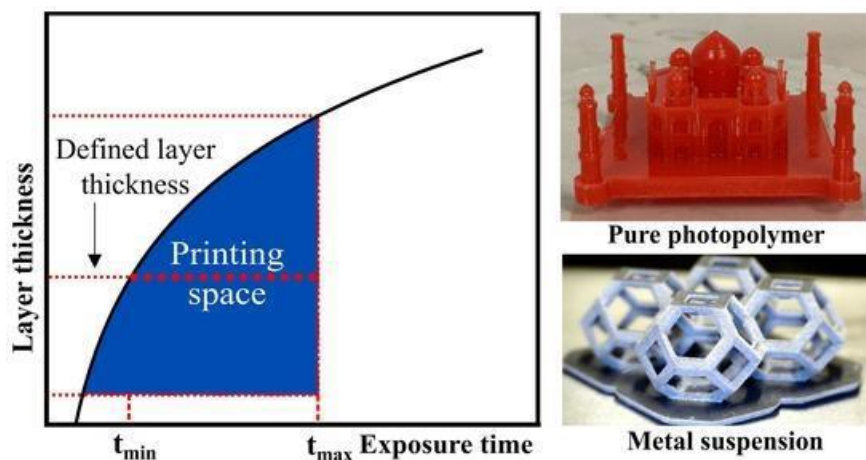 Layer thickness
Defined layer
thickness
Printing
space
t_min
t_max
Exposure time
Pure photopolymer
Metal suspension